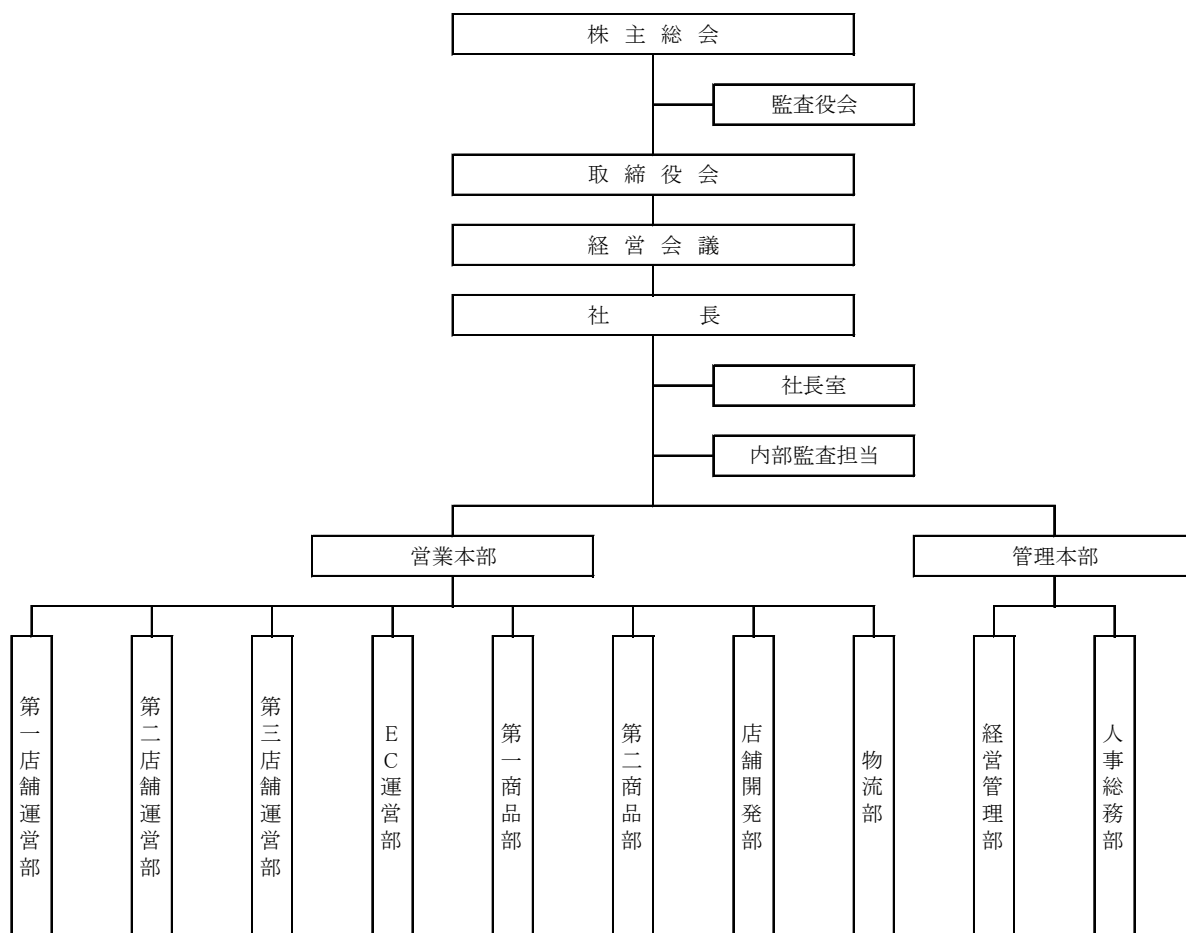 株主総会
監査役会
取締役会
経営会議
社長
社長室
内部監査担当
営業本部
管理本部
第一店舗運営部
第二店舗運営部
第三店舗運営部
EC運営部
第一商品部
第二商品部
店舗開発部
物流部
経営管理部
人事総務部